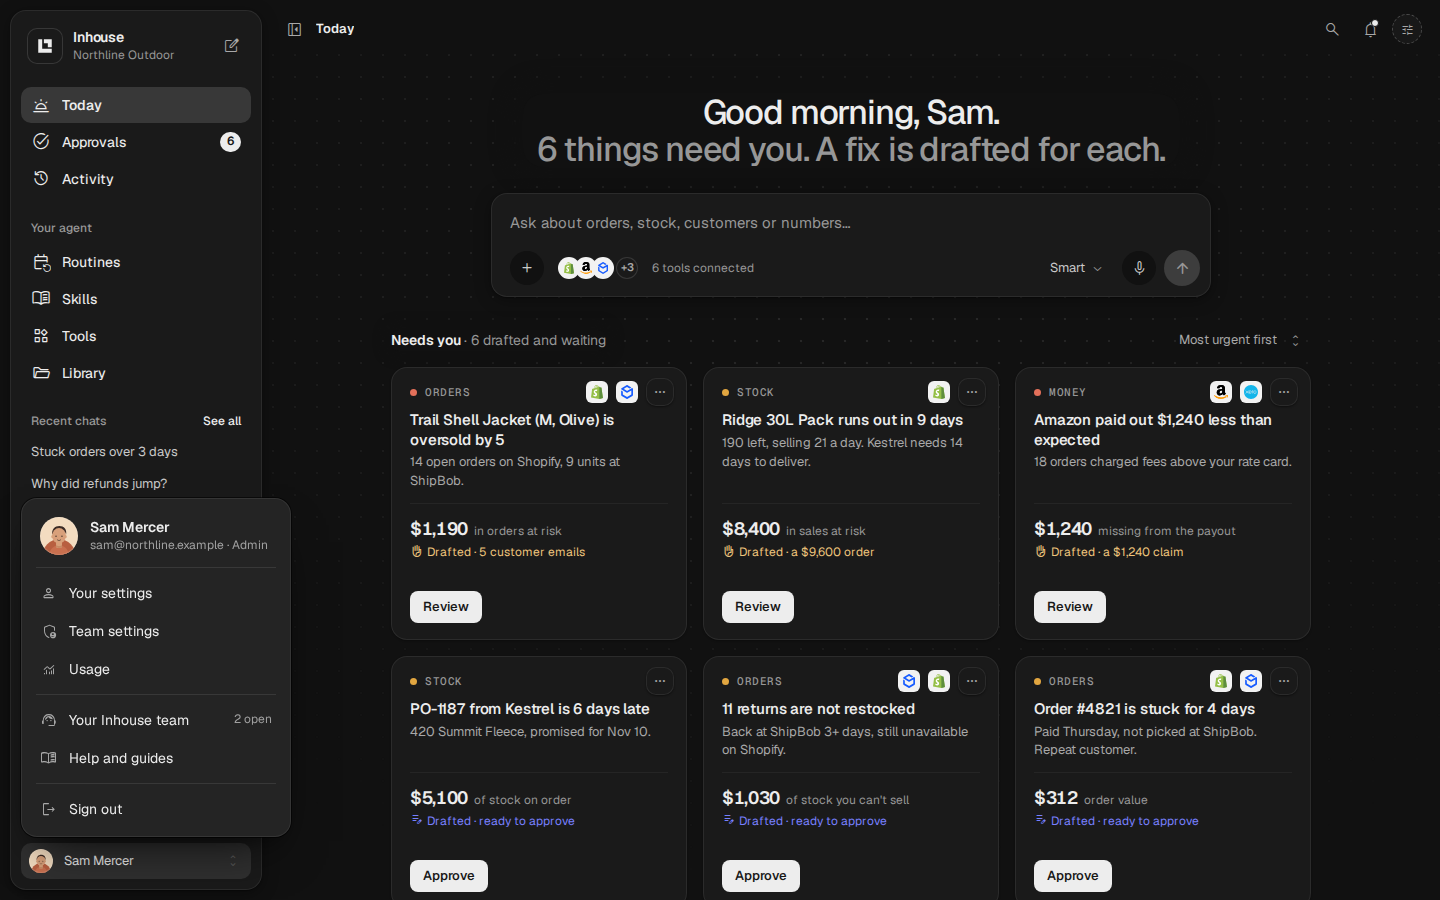 Inhouse
Northline Outdoor
Today
Approvals
6
Activity
Your agent
Routines
Skills
Tools
Library
Recent chats
See all
Stuck orders over 3 days
Why did refunds jump?
Sam Mercer
sam@northline.example · Admin
Your settings
Team settings
Usage
Your Inhouse team
2 open
Help and guides
Sign out
Sam Mercer
Today
Good morning, Sam.
6 things need you. A fix is drafted for each.
Ask about orders, stock, customers or numbers...
+3
6 tools connected
Smart
Needs you · 6 drafted and waiting
Most urgent first
ORDERS
Trail Shell Jacket (M, Olive) is
oversold by 5
14 open orders on Shopify, 9 units at
ShipBob.
$1,190 in orders at risk
Drafted · 5 customer emails
Review
STOCK
Ridge 30L Pack runs out in 9 days
190 left, selling 21 a day. Kestrel needs 14
days to deliver.
$8,400 in sales at risk
Drafted · a $9,600 order
Review
MONEY
Amazon paid out $1,240 less than
expected
18 orders charged fees above your rate card.
$1,240 missing from the payout
Drafted · a $1,240 claim
Review
STOCK
PO-1187 from Kestrel is 6 days late
420 Summit Fleece, promised for Nov 10.
$5,100 of stock on order
Drafted · ready to approve
Approve
ORDERS
11 returns are not restocked
Back at ShipBob 3+ days, still unavailable
on Shopify.
$1,030 of stock you can't sell
Drafted · ready to approve
Approve
ORDERS
Order #4821 is stuck for 4 days
Paid Thursday, not picked at ShipBob.
Repeat customer.
$312 order value
Drafted · ready to approve
Approve